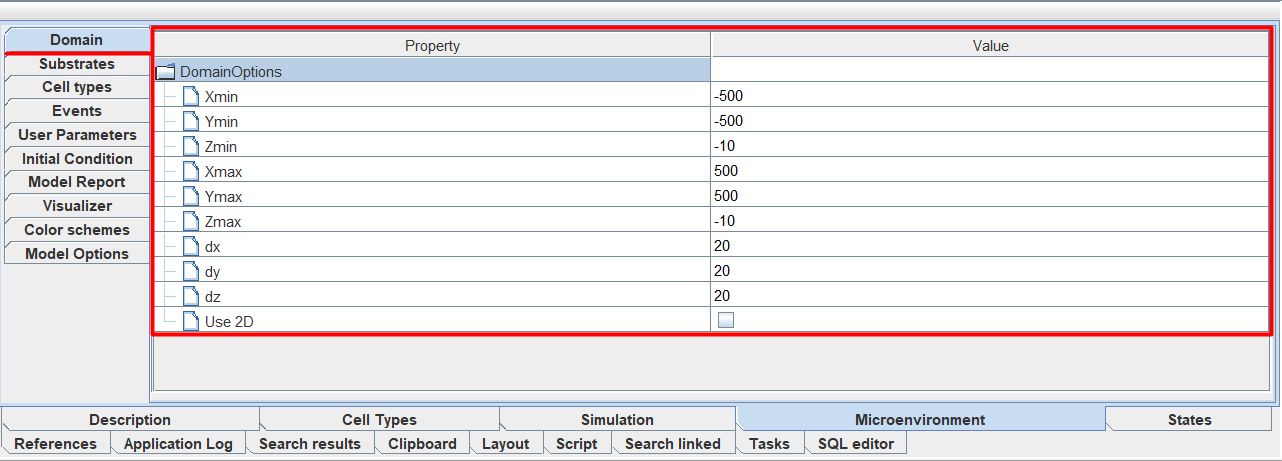 Property Value
Domain
Substrates
Cell types
Events
User Parameters
Initial Condition
Model Report
Visualizer
Color schemes
Model Options
DomainOptions
Xmin -500
Ymin -500
Zmin -10
Xmax 500
Ymax 500
Zmax -10
dx 20
dy 20
dz 20
Use 2D
Description Cell Types Simulation Microenvironment States
References Application Log Search results Clipboard Layout Script Search linked Tasks SQL editor